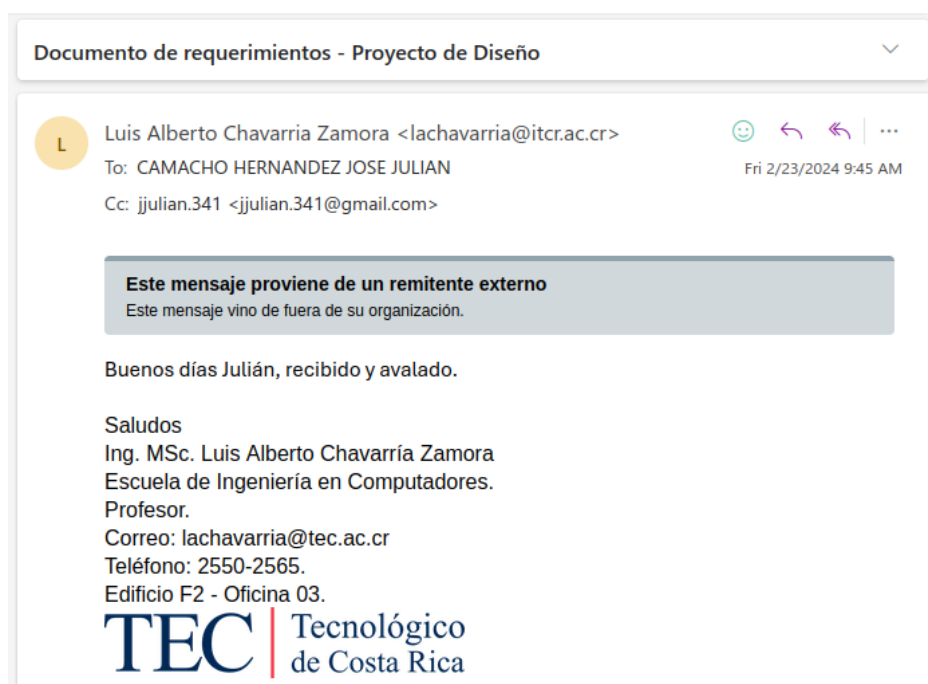 Documento de requerimientos - Proyecto de Diseño
L
Luis Alberto Chavarria Zamora <lachavarria@itcr.ac.cr>
To: CAMACHO HERNANDEZ JOSE JULIAN
Fri 2/23/2024 9:45 AM
Cc: jjulian.341 <jjulian.341@gmail.com>
Este mensaje proviene de un remitente externo
Este mensaje vino de fuera de su organización.
Buenos días Julián, recibido y avalado.
Saludos
Ing. MSc. Luis Alberto Chavarría Zamora
Escuela de Ingeniería en Computadores.
Profesor.
Correo: lachavarria@tec.ac.cr
Teléfono: 2550-2565.
Edificio F2 - Oficina 03.
TEC
Tecnológico
de Costa Rica